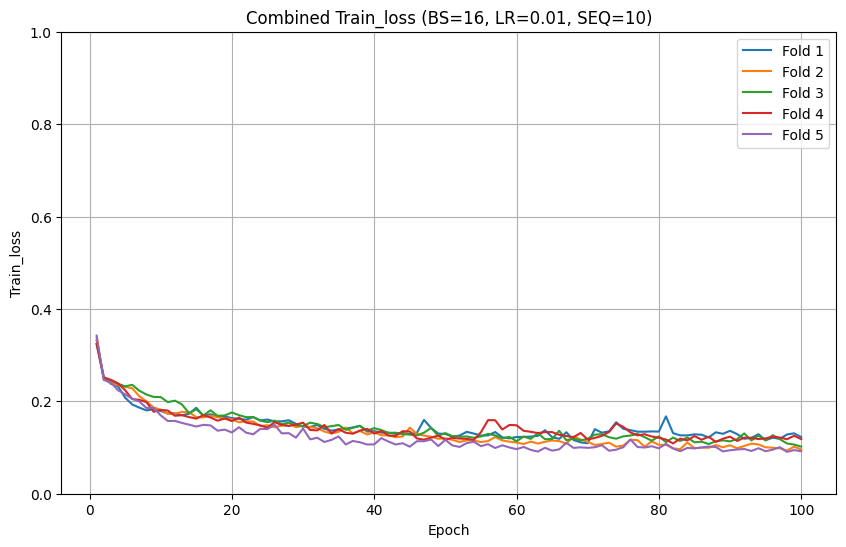 Combined Train_loss (BS=16, LR=0.01, SEQ=10)
Fold 1
Fold 2
Fold 3
Fold 4
Fold 5
Train_loss
1.0
0.8
0.6
0.4
0.2
0.0
0
20
40
60
80
100
Epoch